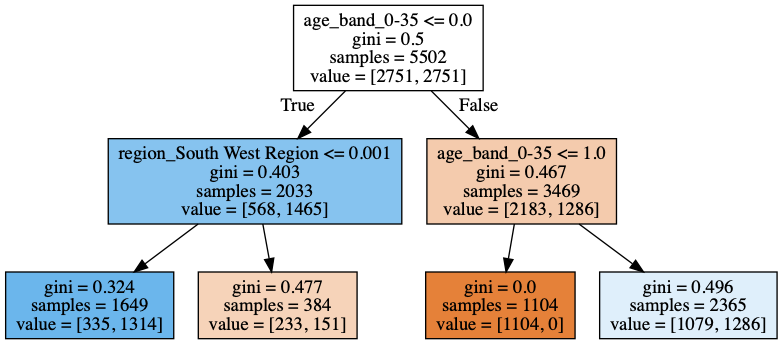 age_band_0-35 <= 0.0
gini = 0.5
samples = 5502
value = [2751, 2751]
True
False
region_South West Region <= 0.001
gini = 0.403
samples = 2033
value = [568, 1465]
age_band_0-35 <= 1.0
gini = 0.467
samples = 3469
value = [2183, 1286]
gini = 0.324
samples = 1649
value = [335, 1314]
gini = 0.477
samples = 384
value = [233, 151]
gini = 0.0
samples = 1104
value = [1104, 0]
gini = 0.496
samples = 2365
value = [1079, 1286]